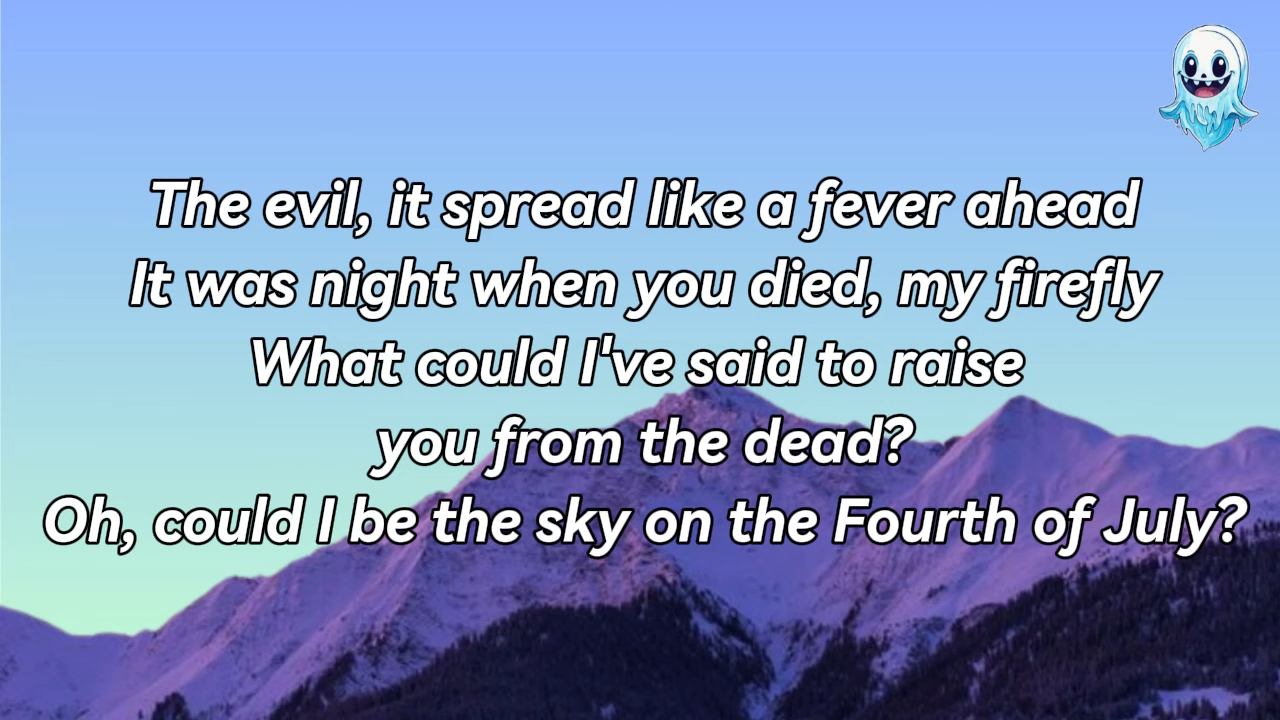 The evil, it spread like a fever ahead
It was night when you died, my firefly
What could I've said to raise
you from the dead?
Oh, could I be the sky on the Fourth of July?